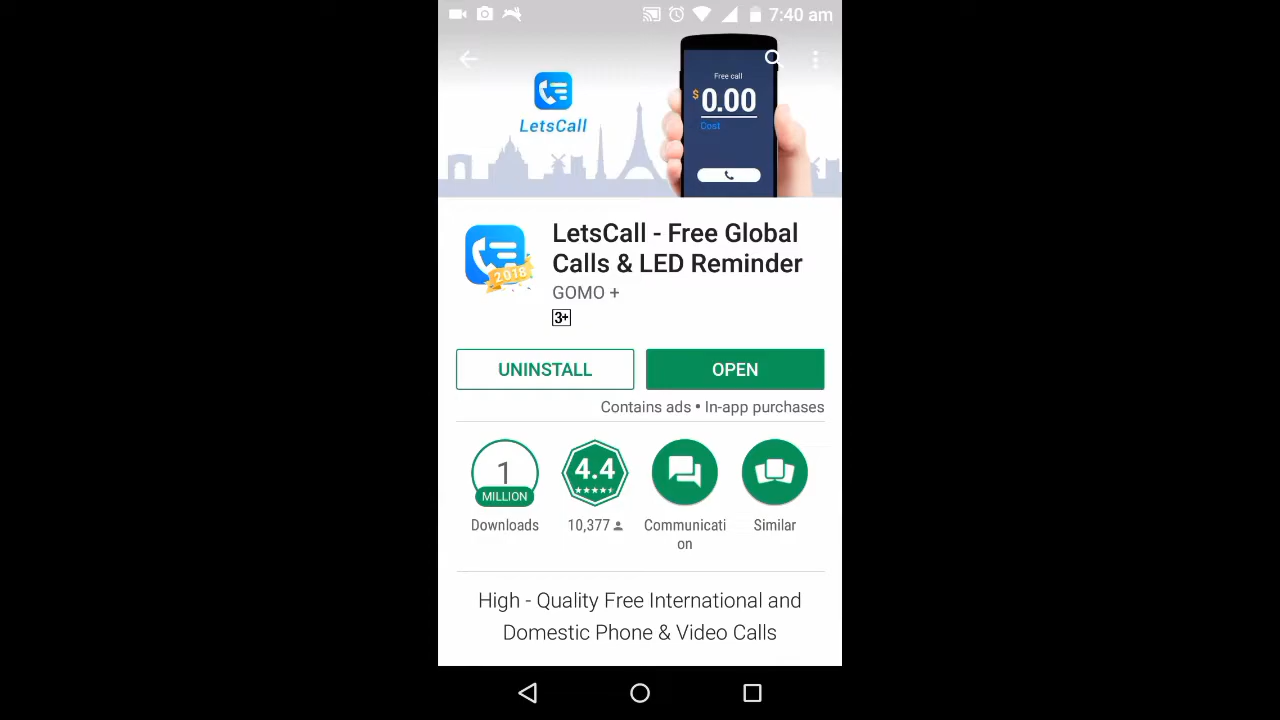 7:40 am
Free call
$ 0.00
Cost
LetsCall
LetsCall - Free Global
Calls & LED Reminder
2018
GOMO +
3+
UNINSTALL
OPEN
Contains ads • In-app purchases
1
MILLION
Downloads
4.4
10,377
Communicati
on
Similar
High - Quality Free International and
Domestic Phone & Video Calls